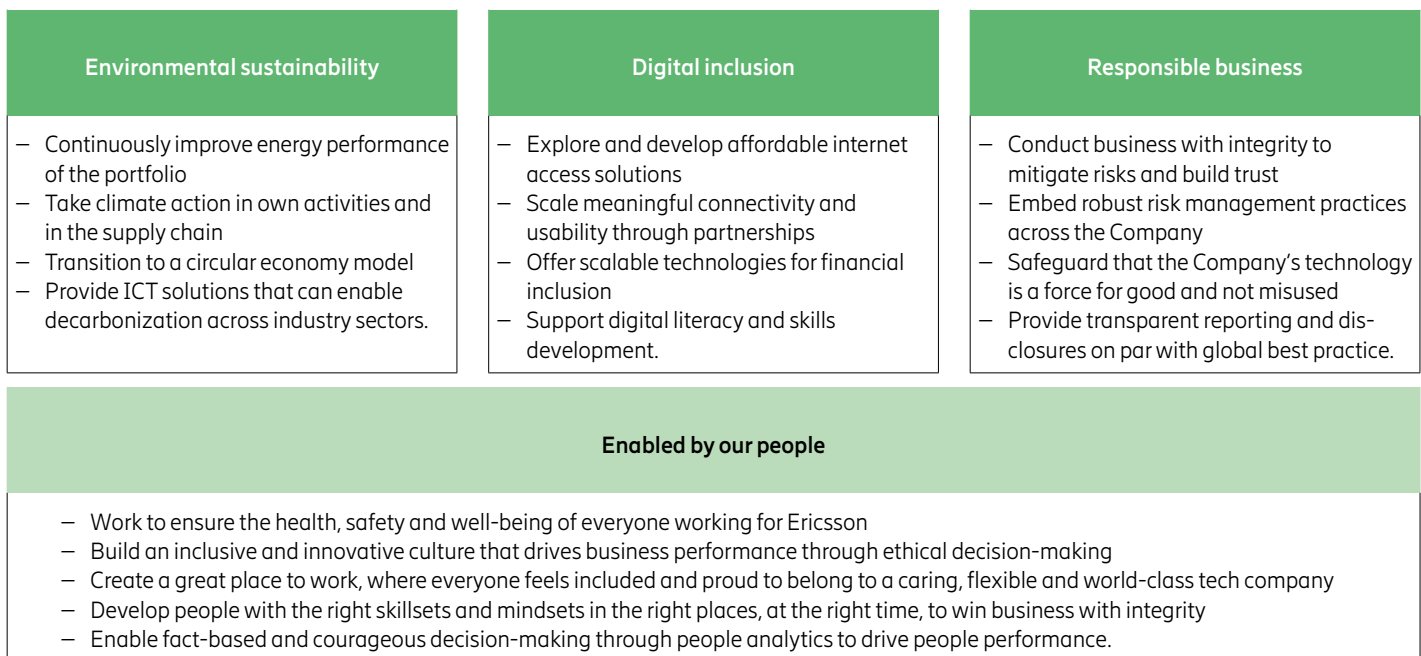 Environmental sustainability
— Continuously improve energy performance
of the portfolio
— Take climate action in own activities and
in the supply chain
— Transition to a circular economy model
— Provide ICT solutions that can enable
decarbonization across industry sectors.
Digital inclusion
— Explore and develop affordable internet
access solutions
— Scale meaningful connectivity and
usability through partnerships
— Offer scalable technologies for financial
inclusion
— Support digital literacy and skills
development.
Responsible business
— Conduct business with integrity to
mitigate risks and build trust
— Embed robust risk management practices
across the Company
— Safeguard that the Company’s technology
is a force for good and not misused
— Provide transparent reporting and dis-
closures on par with global best practice.
Enabled by our people
— Work to ensure the health, safety and well-being of everyone working for Ericsson
— Build an inclusive and innovative culture that drives business performance through ethical decision-making
— Create a great place to work, where everyone feels included and proud to belong to a caring, flexible and world-class tech company
— Develop people with the right skillsets and mindsets in the right places, at the right time, to win business with integrity
— Enable fact-based and courageous decision-making through people analytics to drive people performance.